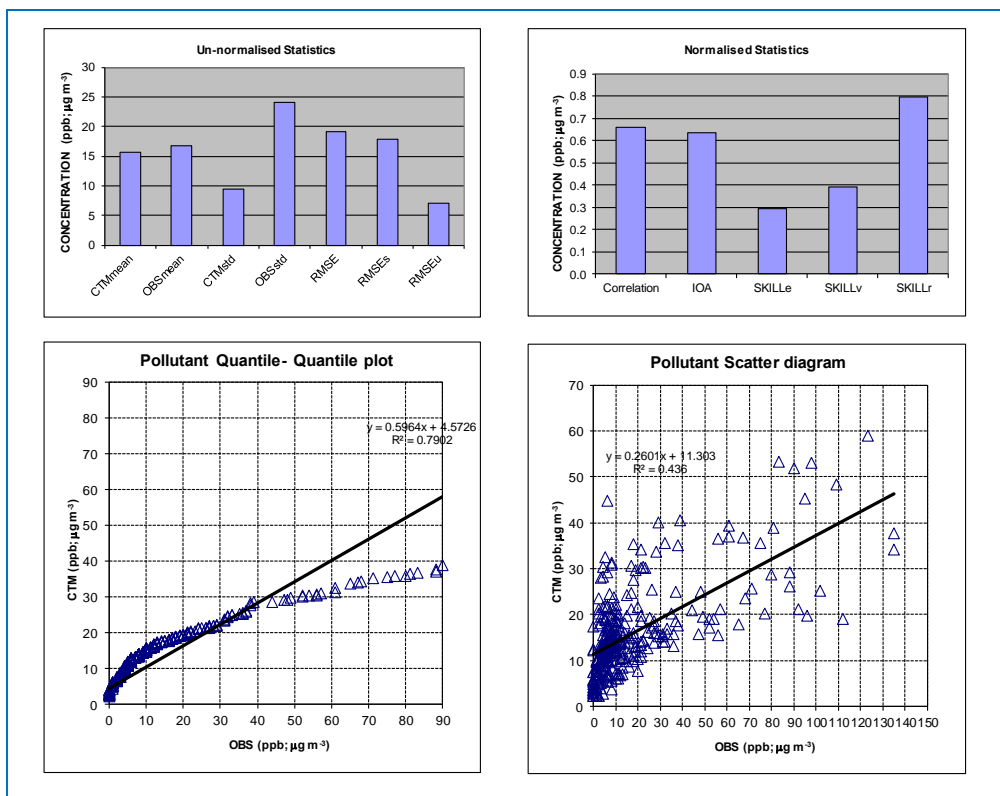 Un-normalised Statistics
CONCENTRATION (ppb; µg m-3)
30
25
20
15
10
5
0
CTMmean
OBSmean
CTMstd
OBSstd
RMSE
RMSEs
RMSEu
Normalised Statistics
CONCENTRATION (ppb; µg m-3)
0.9
0.8
0.7
0.6
0.5
0.4
0.3
0.2
0.1
0.0
Correlation IOA SKILLe SKILLv SKILLr
Pollutant Quantile- Quantile plot
CTM (ppb; µg m-3)
90
80
70
60
50
40
30
20
10
0
y = 0.5964x + 4.5726
R² = 0.7902
0 10 20 30 40 50 60 70 80 90
OBS (ppb; µg m-3)
Pollutant Scatter diagram
CTM (ppb; µg m-3)
70
60
50
40
30
20
10
0
y = 0.2601x + 11.303
R² = 0.436
0 10 20 30 40 50 60 70 80 90 100 110 120 130 140 150
OBS (ppb; µg m-3)